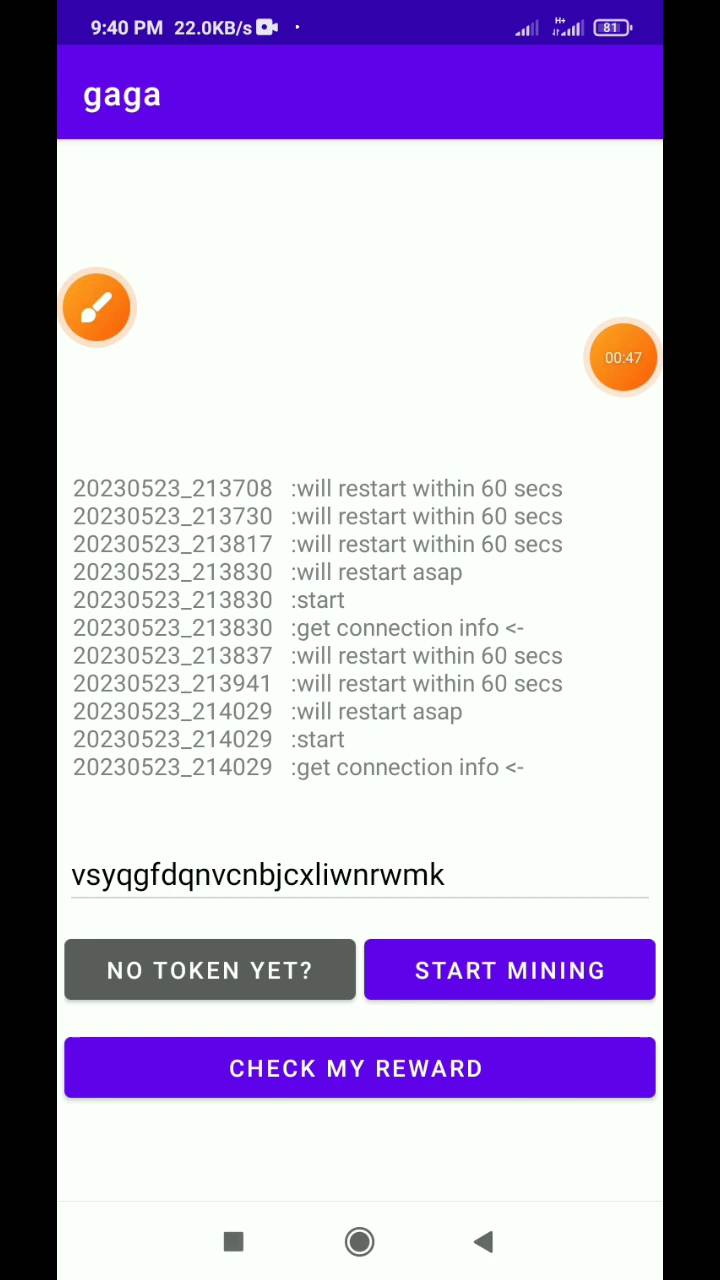 9:40 PM 22.0KB/s H+ 81
gaga
00:47
20230523_213708 :will restart within 60 secs
20230523_213730 :will restart within 60 secs
20230523_213817 :will restart within 60 secs
20230523_213830 :will restart asap
20230523_213830 :start
20230523_213830 :get connection info <-
20230523_213837 :will restart within 60 secs
20230523_213941 :will restart within 60 secs
20230523_214029 :will restart asap
20230523_214029 :start
20230523_214029 :get connection info <-
vsyqgfdqnvcnbjcxliwnrwmk
NO TOKEN YET? START MINING
CHECK MY REWARD